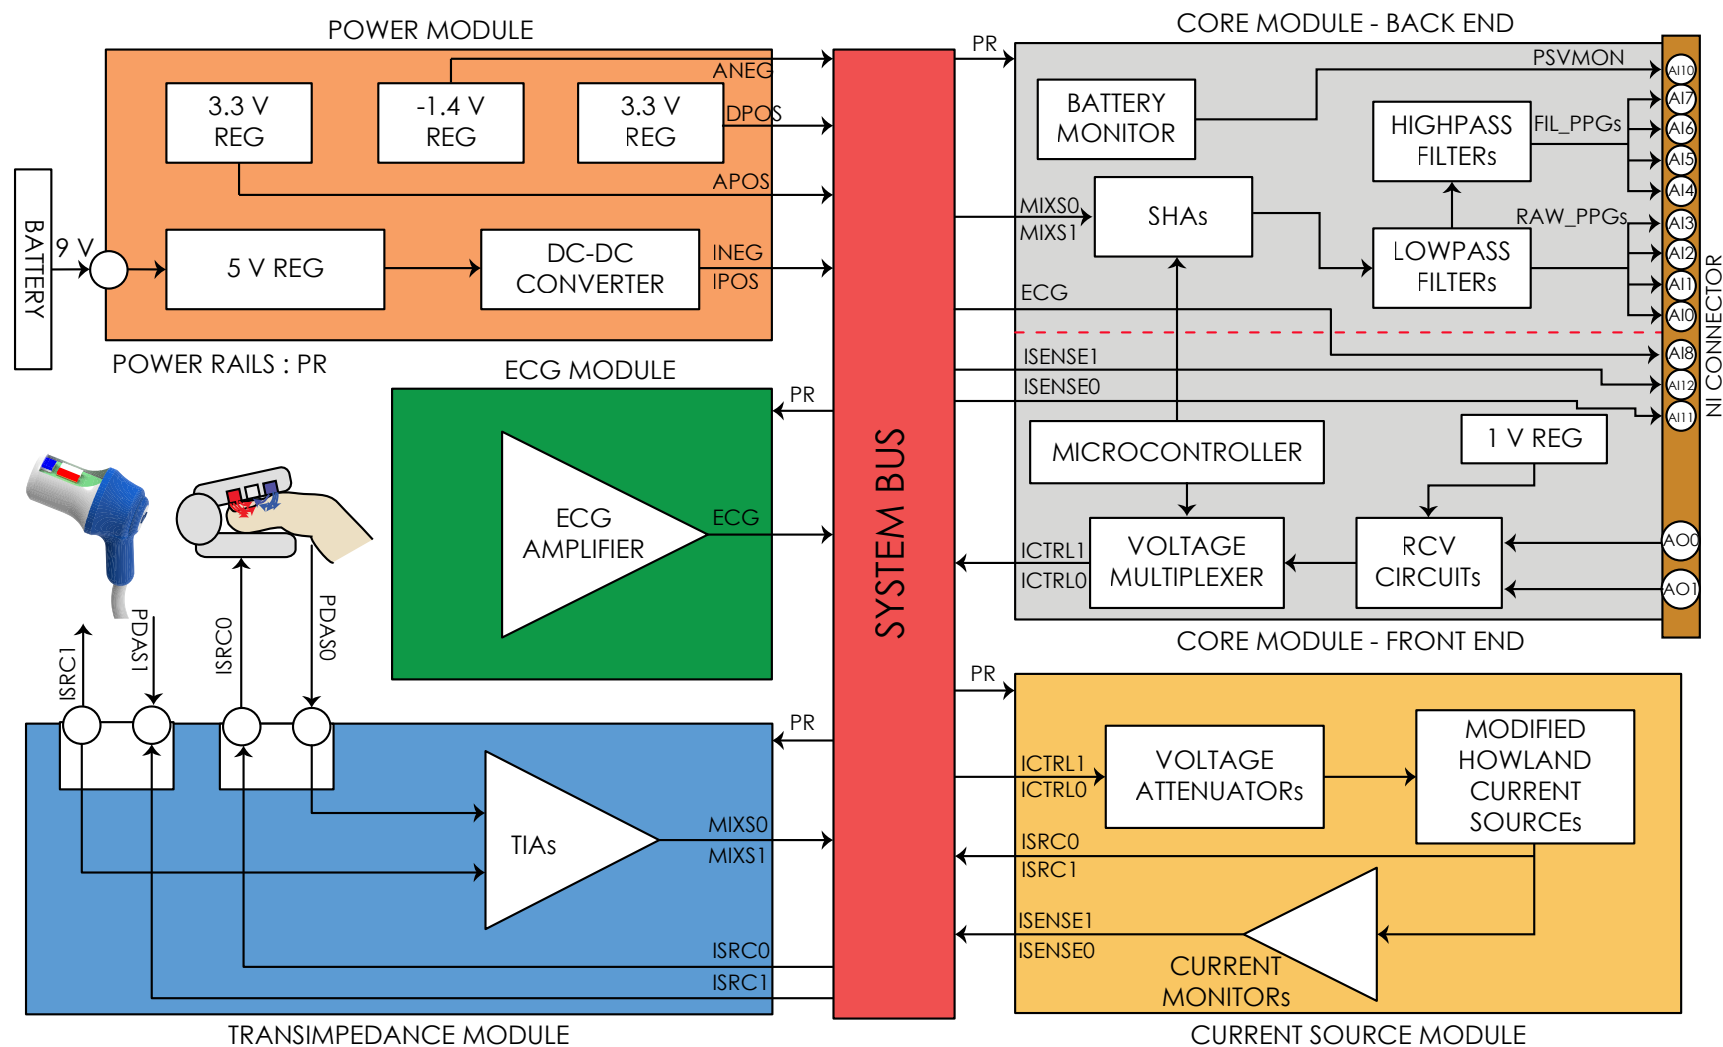 POWER MODULE
ANEG
3.3 V
REG
-1.4 V
REG
3.3 V
REG
DPOS
APOS
BATTERY
9 V
5 V REG
DC-DC
CONVERTER
INEG
IPOS
POWER RAILS : PR
ECG MODULE
PR
ECG
AMPLIFIER
ECG
ISRC1
PDAS1
ISRC0
PDAS0
PR
TIAs
MIXS0
MIXS1
ISRC0
ISRC1
TRANSIMPEDANCE MODULE
SYSTEM BUS
CORE MODULE - BACK END
PR
PSVMON
BATTERY
MONITOR
HIGHPASS
FILTERs
FIL_PPGs
MIXS0
MIXS1
SHAs
RAW_PPGs
LOWPASS
FILTERs
ECG
ISENSE1
ISENSE0
MICROCONTROLLER
1 V REG
ICTRL1
ICTRL0
VOLTAGE
MULTIPLEXER
RCV
CIRCUITs
AI10
AI7
AI6
AI5
AI4
AI3
AI2
AI1
AI0
AI8
AI12
AI11
AO0
AO1
NI CONNECTOR
CORE MODULE - FRONT END
PR
ICTRL1
ICTRL0
VOLTAGE
ATTENUATORs
MODIFIED
HOWLAND
CURRENT
SOURCEs
ISRC0
ISRC1
ISENSE1
ISENSE0
CURRENT
MONITORs
CURRENT SOURCE MODULE